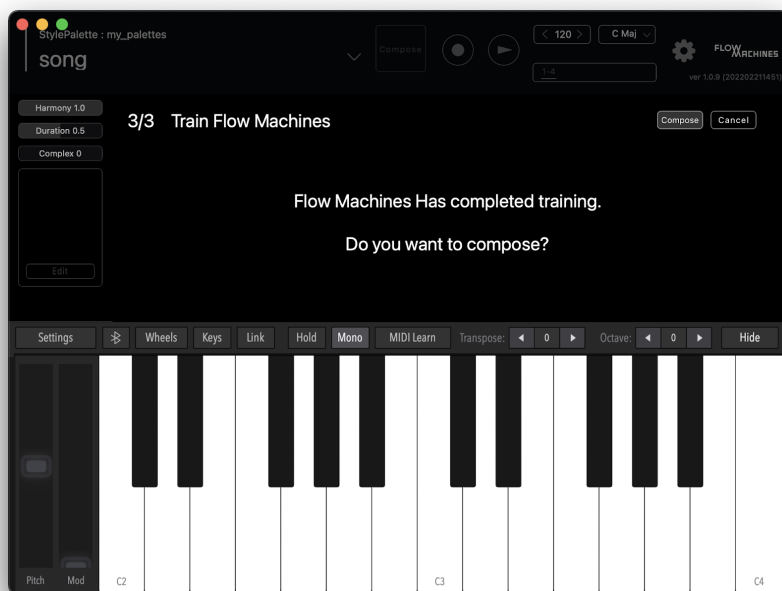 StylePalette : my_palettes
song
Compose
< 120 >
C Maj
1-4
FLOW MACHINES
ver 1.0.9 (202202211451)
Harmony 1.0
Duration 0.5
Complex 0
Edit
3/3 Train Flow Machines
Compose
Cancel
Flow Machines Has completed training.
Do you want to compose?
Settings Wheels Keys Link Hold Mono MIDI Learn Transpose: 0 Octave: 0 Hide
Pitch Mod C2 C3 C4